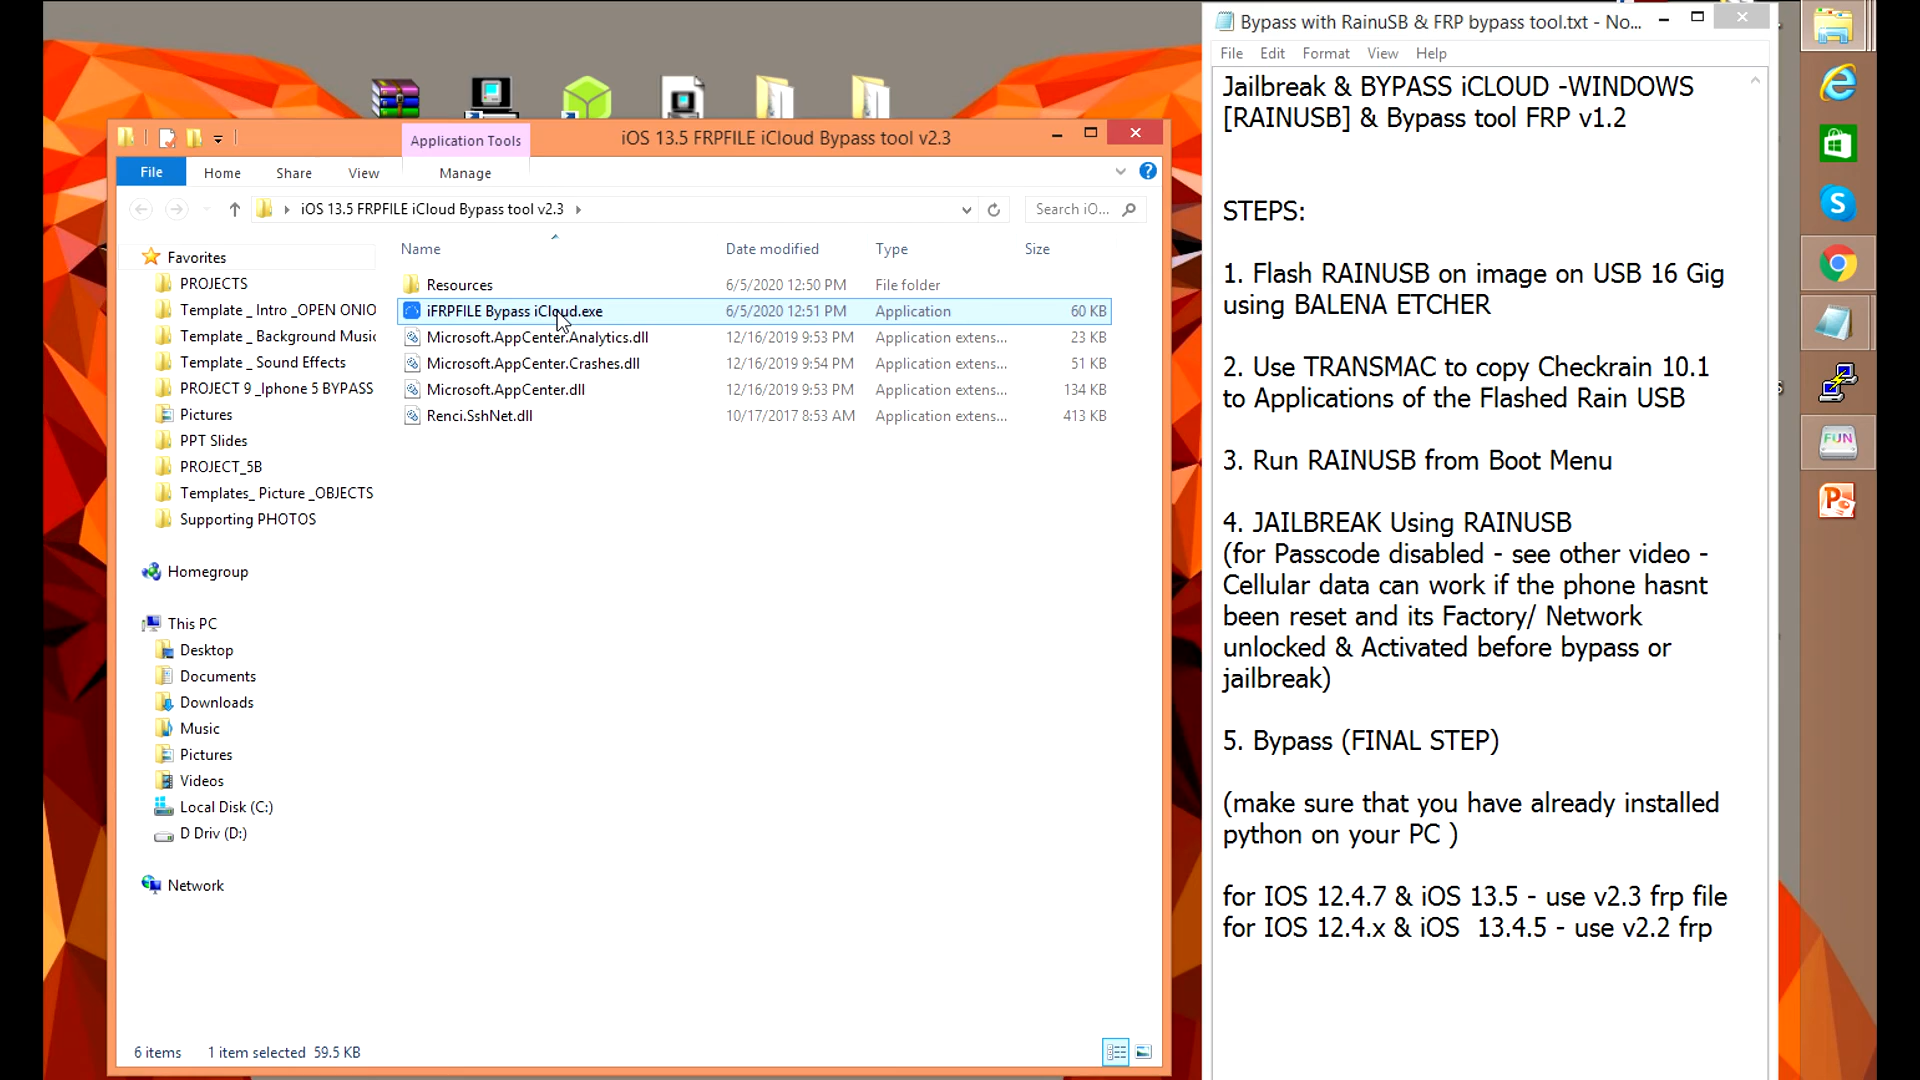 Application Tools
iOS 13.5 FRPFILE iCloud Bypass tool v2.3
File
Home
Share
View
Manage
iOS 13.5 FRPFILE iCloud Bypass tool v2.3
Search iO...
Name
Date modified
Type
Size
Resources 6/5/2020 12:50 PM File folder
iFRPFILE Bypass iCloud.exe 6/5/2020 12:51 PM Application 60 KB
Microsoft.AppCenter.Analytics.dll 12/16/2019 9:53 PM Application extens... 23 KB
Microsoft.AppCenter.Crashes.dll 12/16/2019 9:54 PM Application extens... 51 KB
Microsoft.AppCenter.dll 12/16/2019 9:53 PM Application extens... 134 KB
Renci.SshNet.dll 10/17/2017 8:53 AM Application extens... 413 KB
Favorites
PROJECTS
Template _ Intro _OPEN ONIO
Template _ Background Music
Template _ Sound Effects
PROJECT 9 _Iphone 5 BYPASS
Pictures
PPT Slides
PROJECT_5B
Templates_ Picture _OBJECTS
Supporting PHOTOS
Homegroup
This PC
Desktop
Documents
Downloads
Music
Pictures
Videos
Local Disk (C:)
D Driv (D:)
Network
6 items 1 item selected 59.5 KB
Bypass with RainuSB & FRP bypass tool.txt - No...
File Edit Format View Help
Jailbreak & BYPASS iCLOUD -WINDOWS
[RAINUSB] & Bypass tool FRP v1.2
STEPS:
1. Flash RAINUSB on image on USB 16 Gig
using BALENA ETCHER
2. Use TRANSMAC to copy Checkrain 10.1
to Applications of the Flashed Rain USB
3. Run RAINUSB from Boot Menu
4. JAILBREAK Using RAINUSB
(for Passcode disabled - see other video -
Cellular data can work if the phone hasnt
been reset and its Factory/ Network
unlocked & Activated before bypass or
jailbreak)
5. Bypass (FINAL STEP)
(make sure that you have already installed
python on your PC )
for IOS 12.4.7 & iOS 13.5 - use v2.3 frp file
for IOS 12.4.x & iOS  13.4.5 - use v2.2 frp
FUN